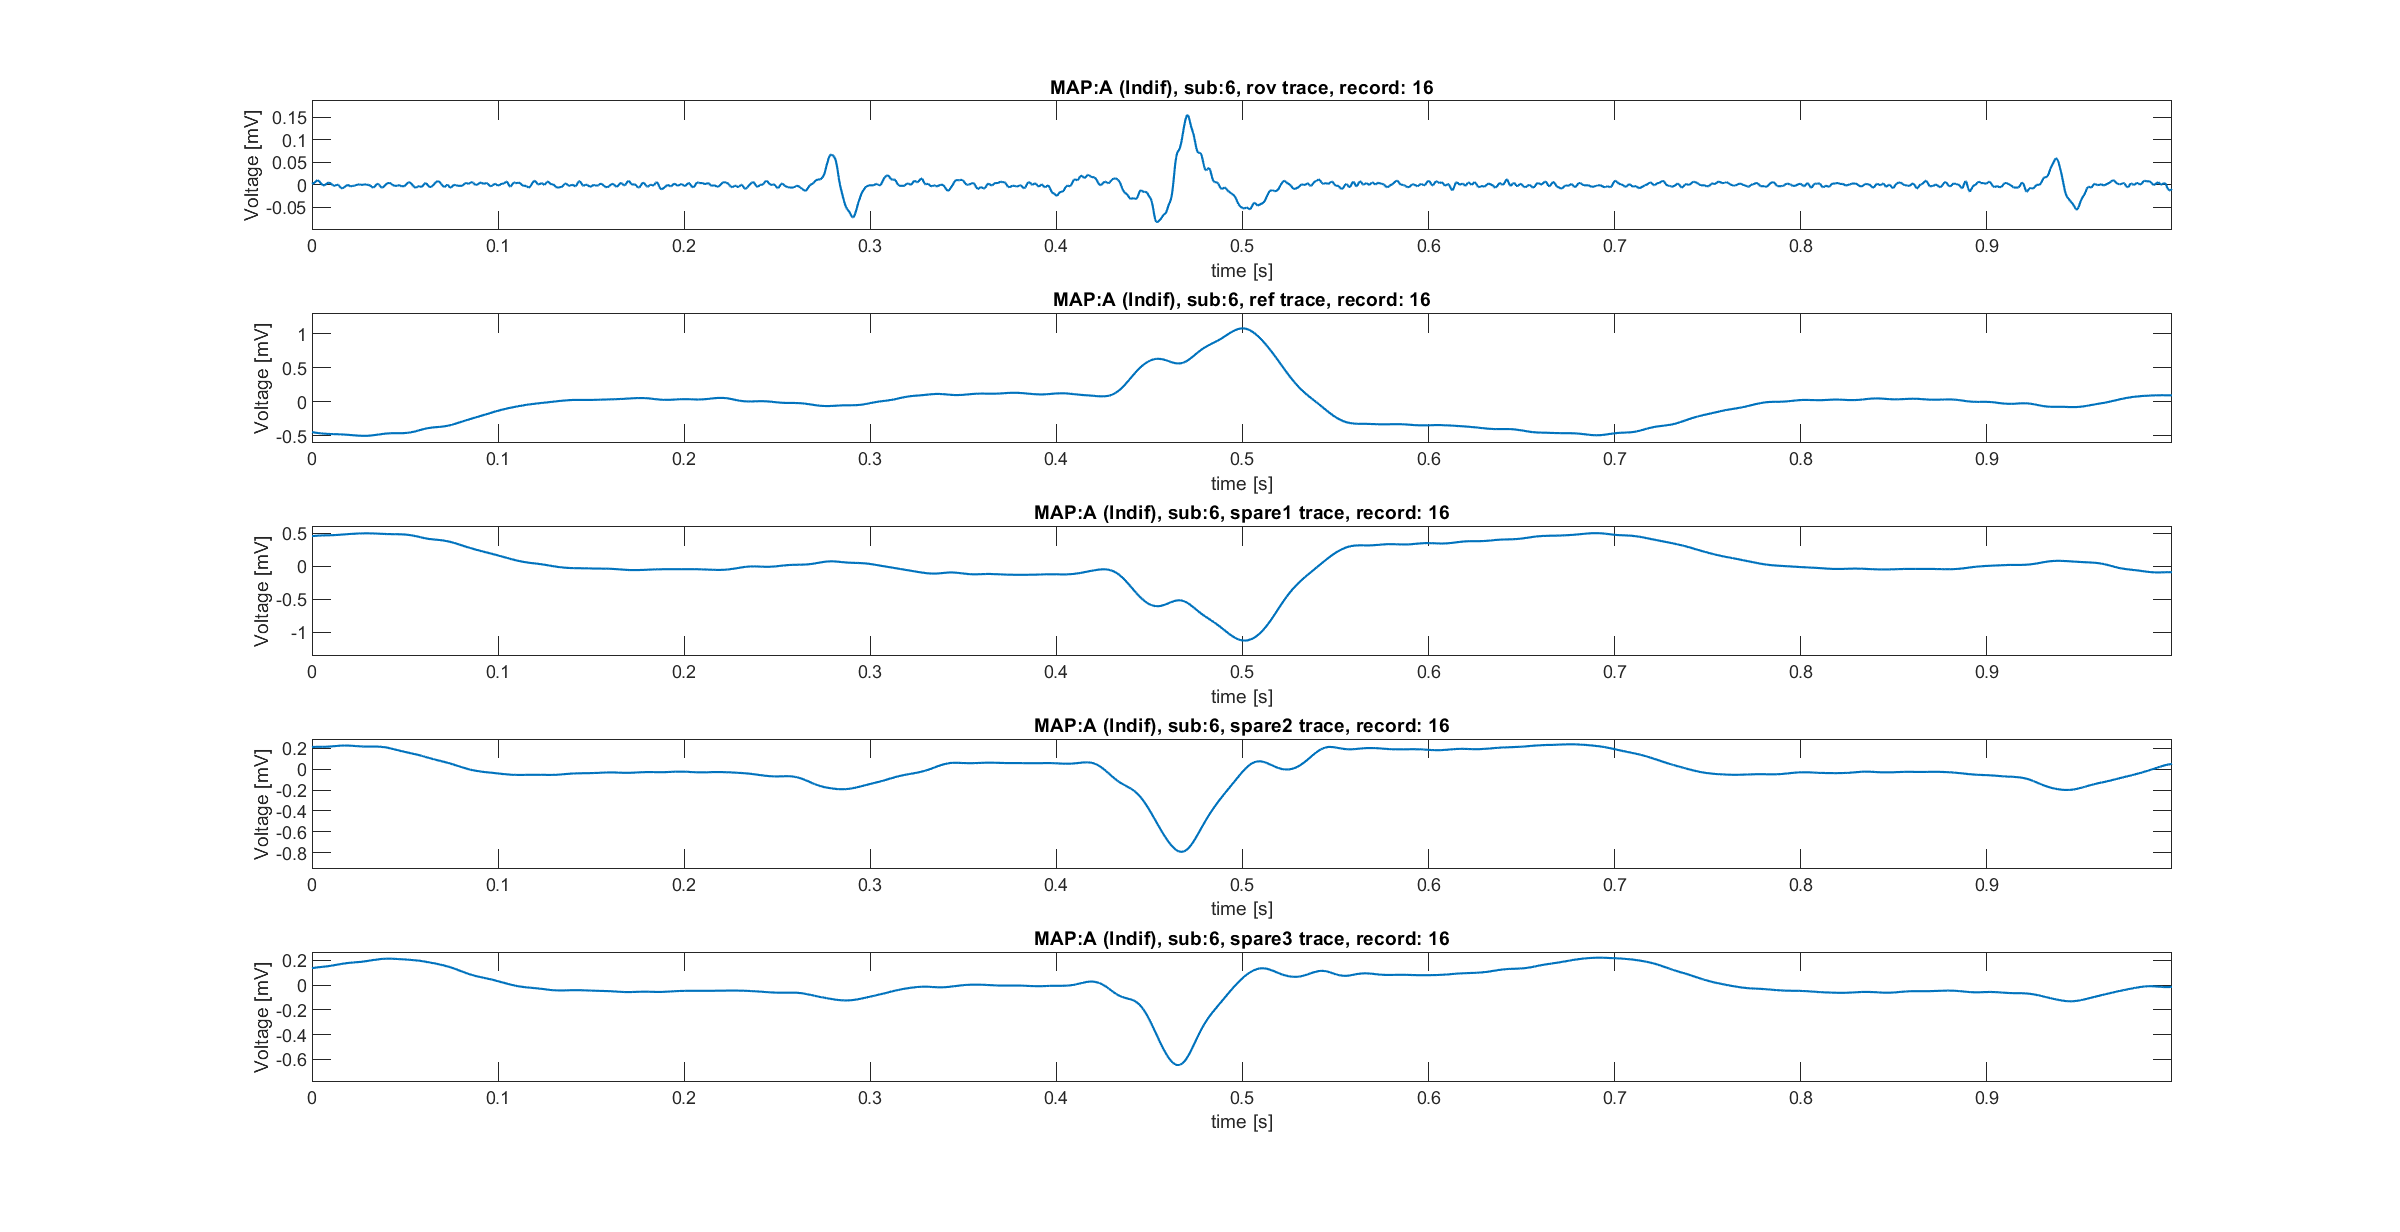 MAP:A (Indif), sub:6, rov trace, record: 16
Voltage [mV]
0.15
0.1
0.05
0
-0.05
0 0.1 0.2 0.3 0.4 0.5 0.6 0.7 0.8 0.9
time [s]
MAP:A (Indif), sub:6, ref trace, record: 16
Voltage [mV]
1
0.5
0
-0.5
0 0.1 0.2 0.3 0.4 0.5 0.6 0.7 0.8 0.9
time [s]
MAP:A (Indif), sub:6, spare1 trace, record: 16
Voltage [mV]
0.5
0
-0.5
-1
0 0.1 0.2 0.3 0.4 0.5 0.6 0.7 0.8 0.9
time [s]
MAP:A (Indif), sub:6, spare2 trace, record: 16
Voltage [mV]
0.2
0
-0.2
-0.4
-0.6
-0.8
0 0.1 0.2 0.3 0.4 0.5 0.6 0.7 0.8 0.9
time [s]
MAP:A (Indif), sub:6, spare3 trace, record: 16
Voltage [mV]
0.2
0
-0.2
-0.4
-0.6
0 0.1 0.2 0.3 0.4 0.5 0.6 0.7 0.8 0.9
time [s]